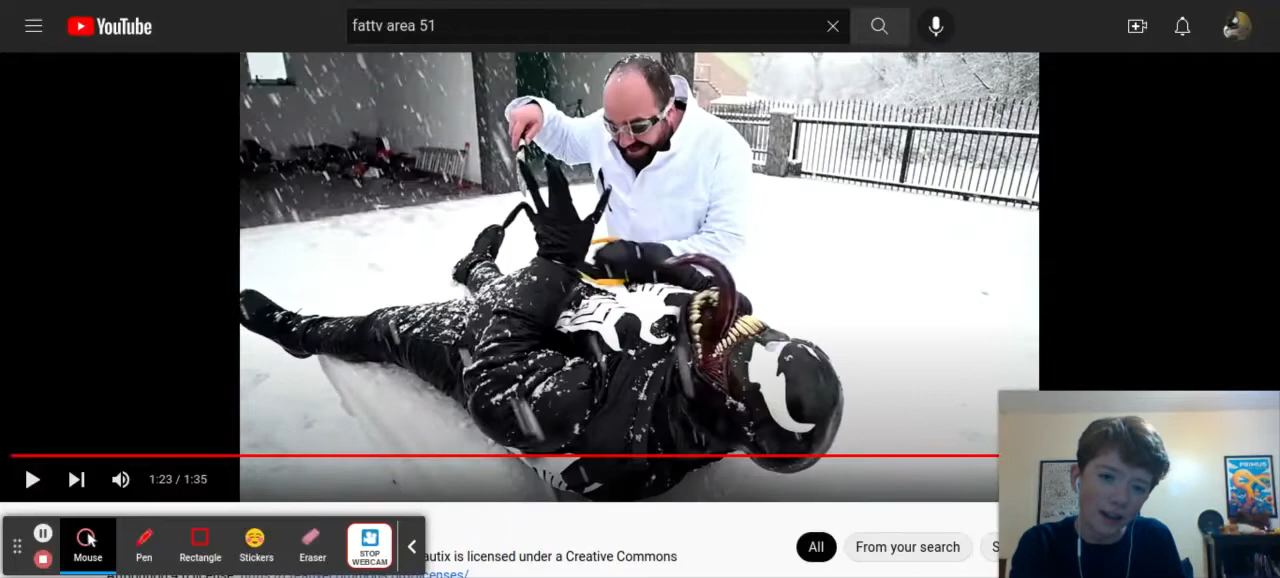 YouTube
fattv area 51
PRIMUS
1:23 / 1:35
Mouse
Pen
Rectangle
Stickers
Eraser
STOP
WEBCAM
autix is licensed under a Creative Commons
All
From your search
S